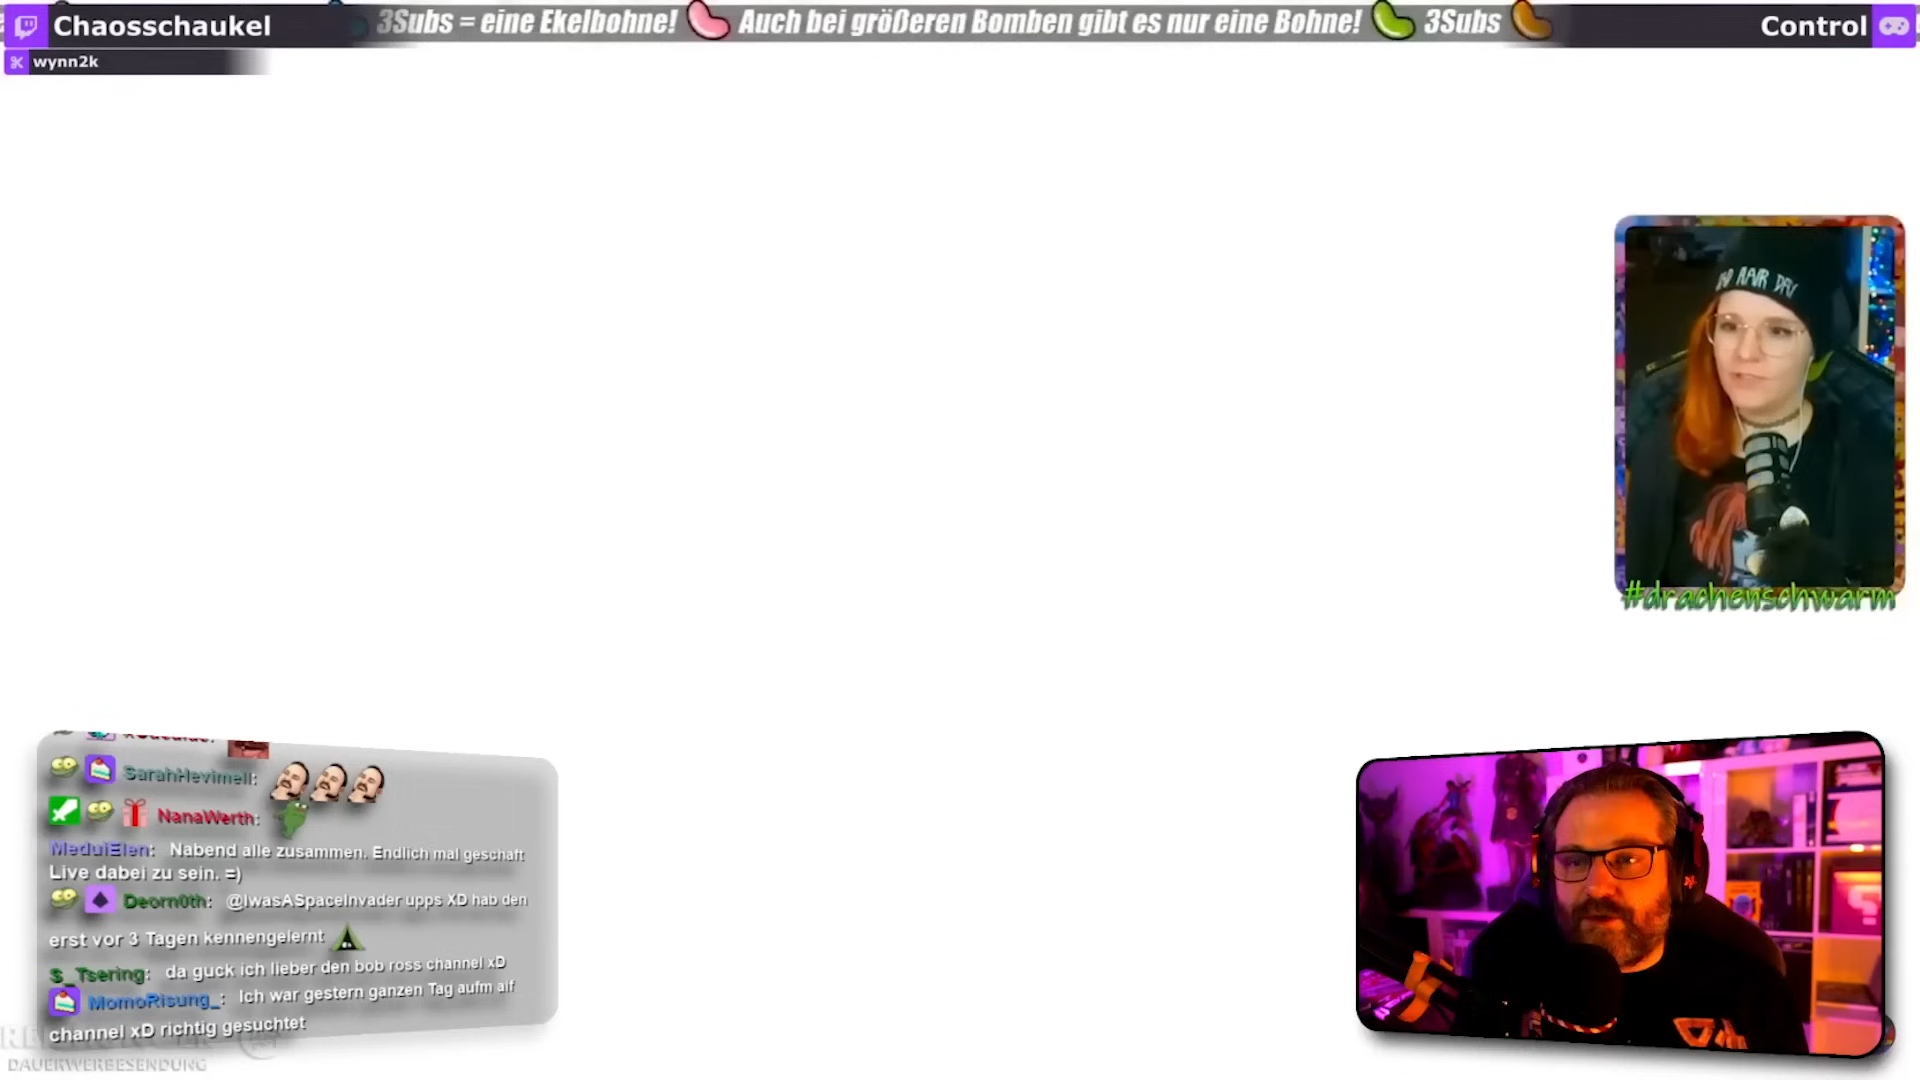 Chaosschaukel
3Subs = eine Ekelbohne! Auch bei größeren Bomben gibt es nur eine Bohne! 3Subs
Control
wynn2k
#drachenschwarm
SarahHevimell:
NanaWerth:
MeduiElen: Nabend alle zusammen. Endlich mal geschaft
Live dabei zu sein. =)
Deorn0th: @IwasASpaceInvader upps XD hab den
erst vor 3 Tagen kennengelernt
S_Tsering: da guck ich lieber den bob ross channel xD
MomoRisung_: Ich war gestern ganzen Tag aufm alf
channel xD richtig gesuchtet
DAUERWERBESENDUNG